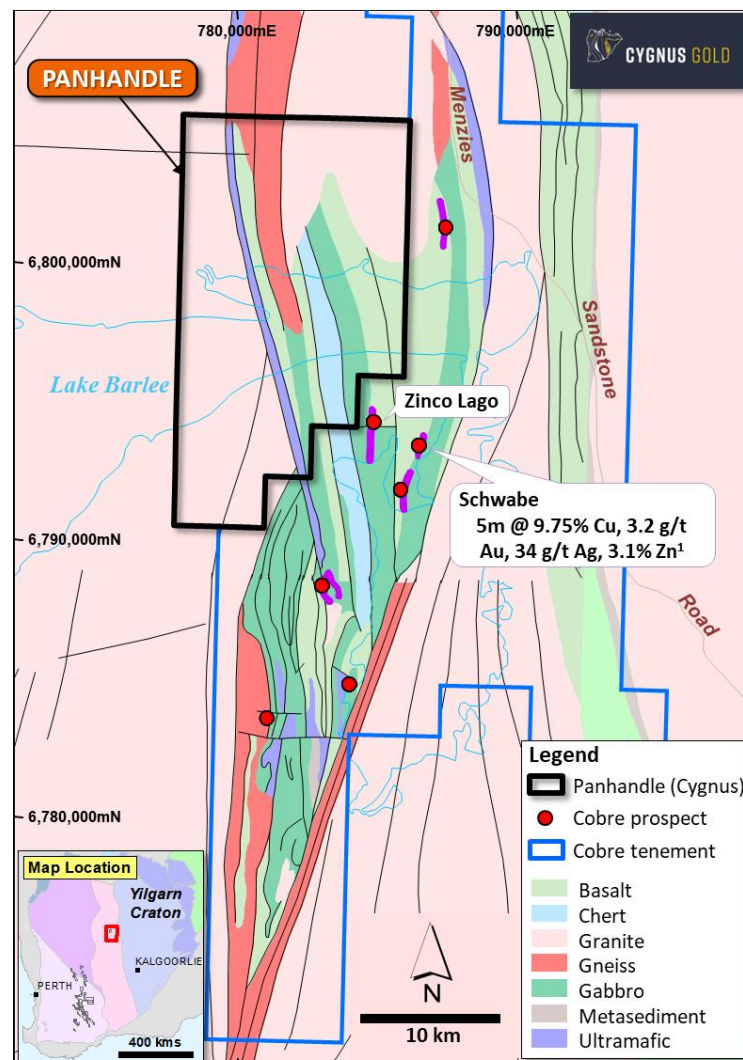 780,000mE
790,000mE
CYGNUS GOLD
PANHANDLE
Menzies
6,800,000mN
Sandstone
Lake Barlee
Zinco Lago
Schwabe
5m @ 9.75% Cu, 3.2 g/t
Au, 34 g/t Ag, 3.1% Zn¹
6,790,000mN
Road
6,780,000mN
Legend
Panhandle (Cygnus)
Cobre prospect
Cobre tenement
Basalt
Chert
Granite
Gneiss
Gabbro
Metasediment
Ultramafic
Map Location
Yilgarn
Craton
KALGOORLIE
PERTH
400 kms
N
10 km